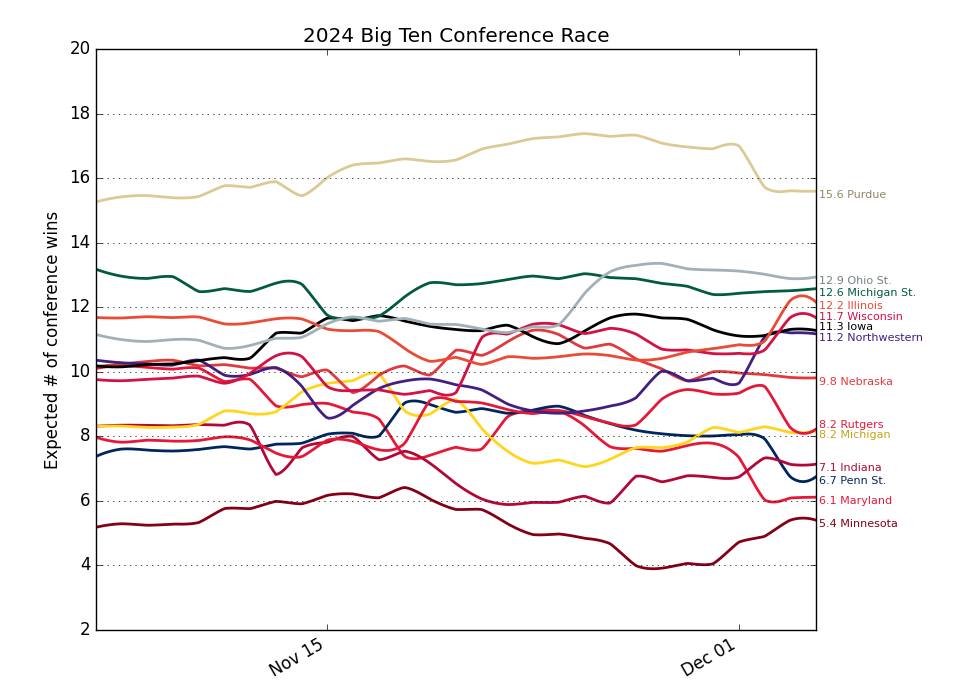 2024 Big Ten Conference Race
Expected # of conference wins
20
18
16
14
12
10
8
6
4
2
Nov 15
Dec 01
15.6 Purdue
12.9 Ohio St.
12.6 Michigan St.
12.2 Illinois
11.7 Wisconsin
11.3 Iowa
11.2 Northwestern
9.8 Nebraska
8.2 Rutgers
8.2 Michigan
7.1 Indiana
6.7 Penn St.
6.1 Maryland
5.4 Minnesota